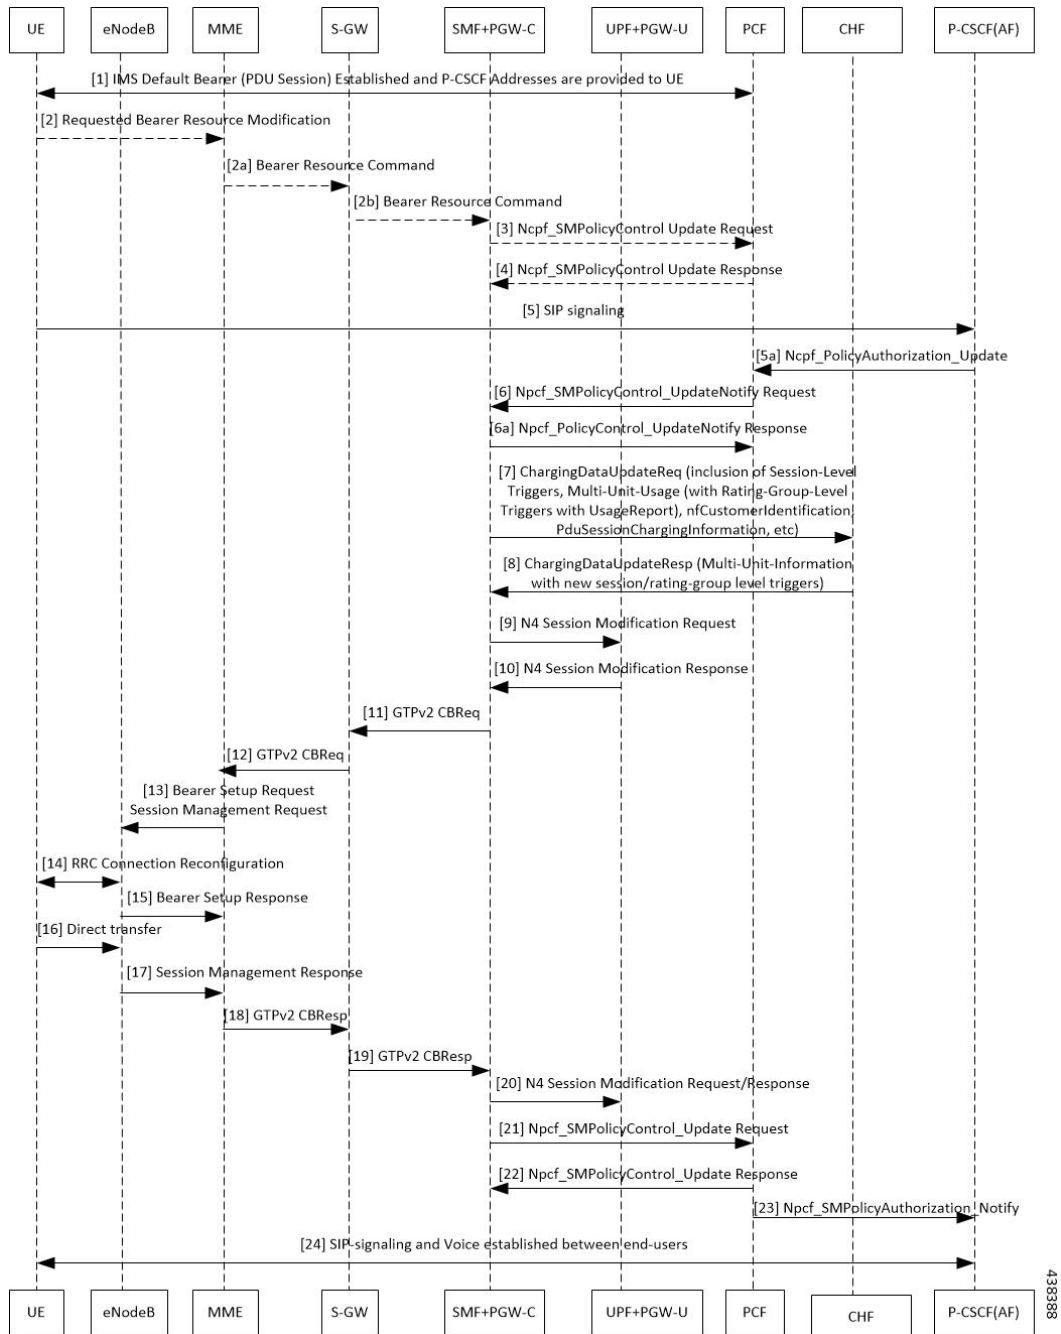 UE eNodeB MME S-GW SMF+PGW-C UPF+PGW-U PCF CHF P-CSCF(AF)
[1] IMS Default Bearer (PDU Session) Established and P-CSCF Addresses are provided to UE
[2] Requested Bearer Resource Modification
[2a] Bearer Resource Command
[2b] Bearer Resource Command
[3] Ncpf_SMPolicyControl Update Request
[4] Ncpf_SMPolicyControl Update Response
[5] SIP signaling
[5a] Ncpf_PolicyAuthorization_Update
[6] Npcf_SMPolicyControl_UpdateNotify Request
[6a] Npcf_PolicyControl_UpdateNotify Response
[7] ChargingDataUpdateReq (inclusion of Session-Level
Triggers, Multi-Unit-Usage (with Rating-Group-Level
Triggers with UsageReport), nfCustomerIdentification
PduSessionChargingInformation, etc)
[8] ChargingDataUpdateResp (Multi-Unit-Information
with new session/rating-group level triggers)
[9] N4 Session Modification Request
[10] N4 Session Modification Response
[11] GTPv2 CBReq
[12] GTPv2 CBReq
[13] Bearer Setup Request
Session Management Request
[14] RRC Connection Reconfiguration
[15] Bearer Setup Response
[16] Direct transfer
[17] Session Management Response
[18] GTPv2 CBResp
[19] GTPv2 CBResp
[20] N4 Session Modification Request/Response
[21] Npcf_SMPolicyControl_Update Request
[22] Npcf_SMPolicyControl_Update Response
[23] Npcf_SMPolicyAuthorization_Notify
[24] SIP-signaling and Voice established between end-users
UE eNodeB MME S-GW SMF+PGW-C UPF+PGW-U PCF CHF P-CSCF(AF)
438388